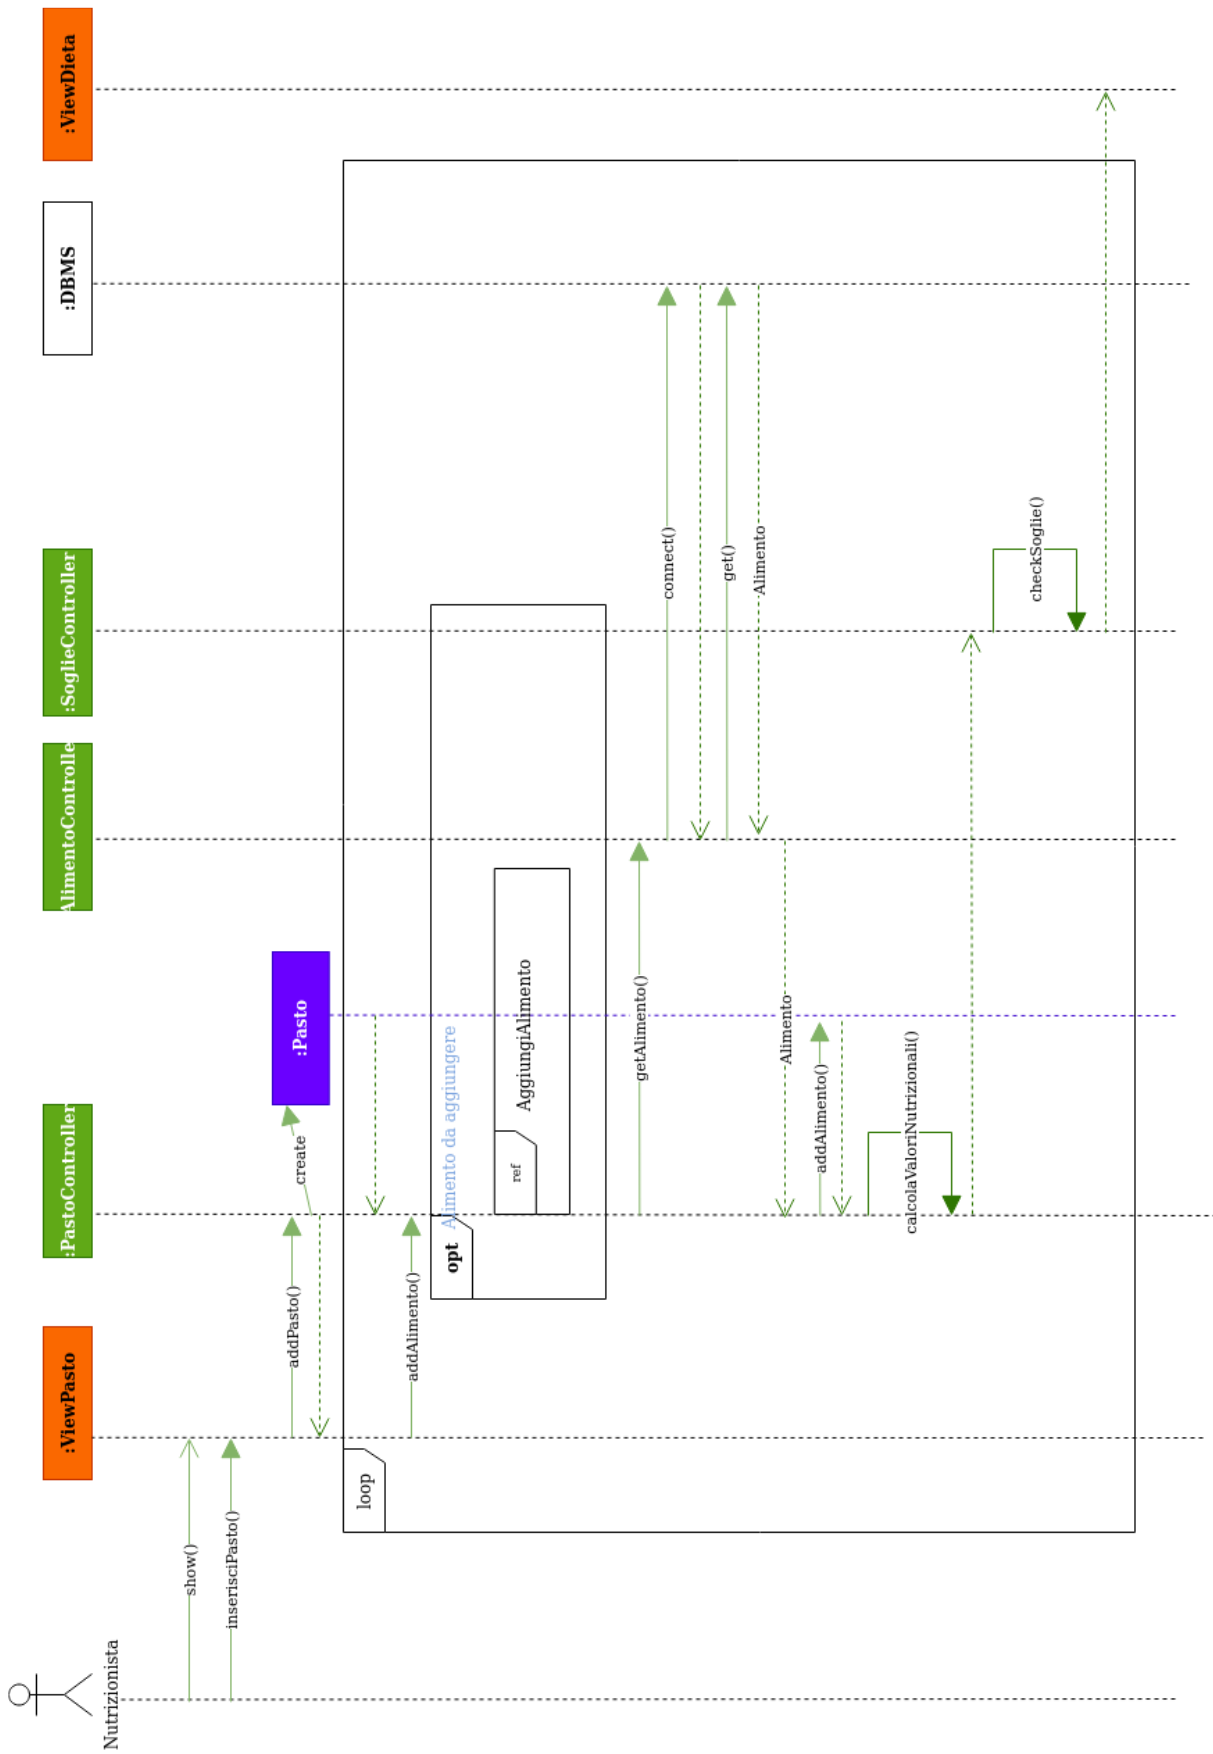 Nutrizionista
:ViewPasto
:PastoController
AlimentoController
:SoglieController
:DBMS
:ViewDieta
show()
inserisciPasto()
addPasto()
create
:Pasto
loop
addAlimento()
opt
Alimento da aggiungere
ref
AggiungiAlimento
getAlimento()
connect()
get()
Alimento
Alimento
addAlimento()
calcolaValoriNutrizionali()
checkSoglie()